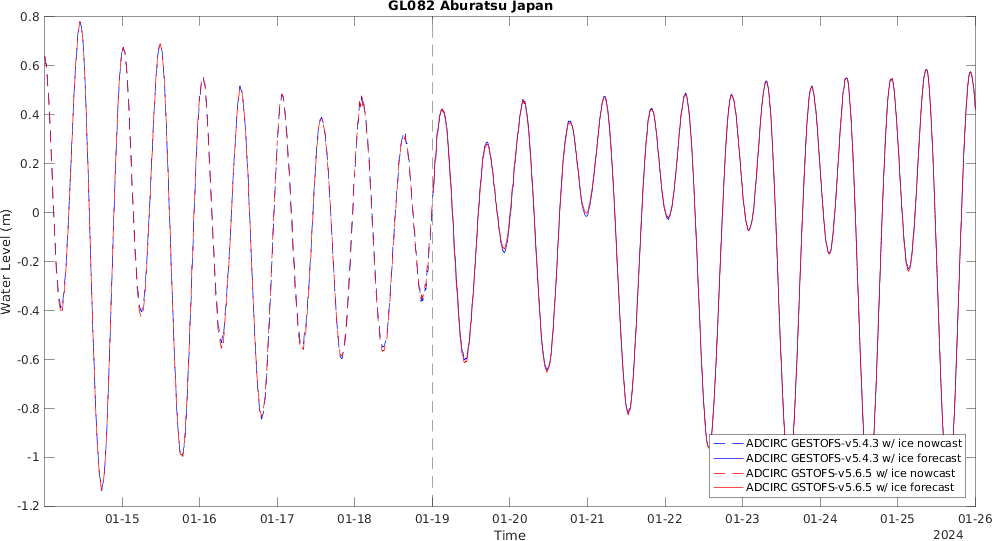 GL082 Aburatsu Japan
0.8
0.6
0.4
0.2
0
-0.2
-0.4
-0.6
-0.8
-1
-1.2
Water Level (m)
ADCIRC GESTOFS-v5.4.3 w/ ice nowcast
ADCIRC GESTOFS-v5.4.3 w/ ice forecast
ADCIRC GSTOFS-v5.6.5 w/ ice nowcast
ADCIRC GSTOFS-v5.6.5 w/ ice forecast
01-15 01-16 01-17 01-18 01-19 01-20 01-21 01-22 01-23 01-24 01-25 01-26
Time
2024